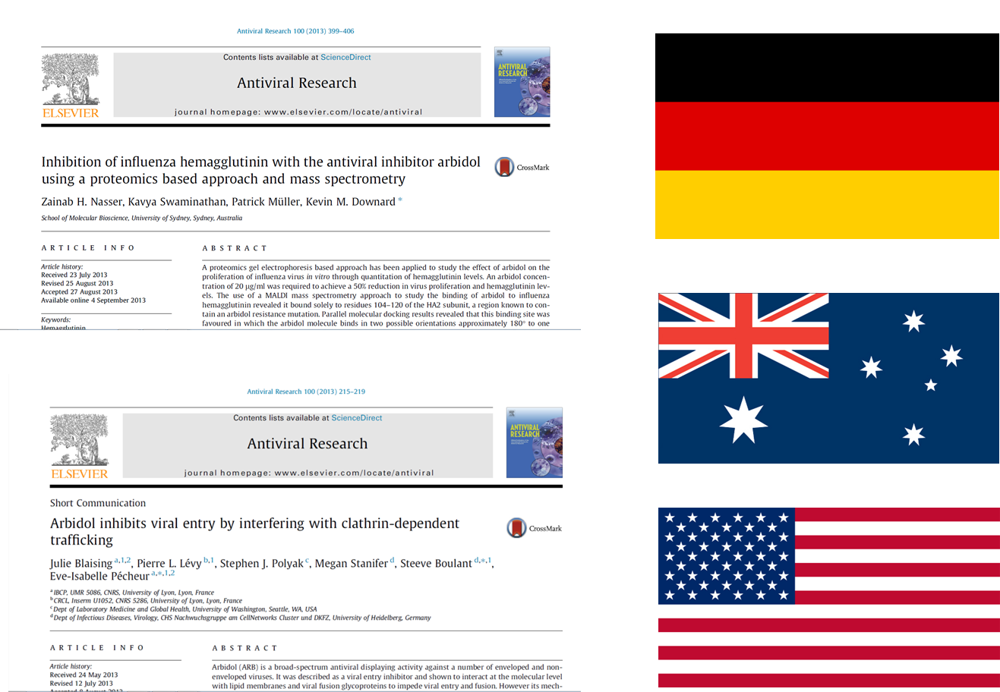 Antiviral Research 100 (2013) 399–406
Contents lists available at ScienceDirect
Antiviral Research
journal homepage: www.elsevier.com/locate/antiviral
ELSEVIER
ANTIVIRAL
RESEARCH
Inhibition of influenza hemagglutinin with the antiviral inhibitor arbidol
using a proteomics based approach and mass spectrometry
CrossMark
Zainab H. Nasser, Kavya Swaminathan, Patrick Müller, Kevin M. Downard *
School of Molecular Bioscience, University of Sydney, Sydney, Australia
ARTICLE INFO
Article history:
Received 23 July 2013
Revised 25 August 2013
Accepted 27 August 2013
Available online 4 September 2013
Keywords:
Hemagglutinin
ABSTRACT
A proteomics gel electrophoresis based approach has been applied to study the effect of arbidol on the
proliferation of influenza virus in vitro through quantitation of hemagglutinin levels. An arbidol concen-
tration of 20 μg/ml was required to achieve a 50% reduction in virus proliferation and hemagglutinin lev-
els. The use of a MALDI mass spectrometry approach to study the binding of arbidol to influenza
hemagglutinin revealed it bound solely to residues 104–120 of the HA2 subunit, a region known to con-
tain an arbidol resistance mutation. Parallel molecular docking results revealed that this binding site was
favoured in which the arbidol molecule binds in two possible orientations approximately 180° to one
Antiviral Research 100 (2013) 215–219
Contents lists available at ScienceDirect
Antiviral Research
journal homepage: www.elsevier.com/locate/antiviral
ELSEVIER
ANTIVIRAL
RESEARCH
Short Communication
Arbidol inhibits viral entry by interfering with clathrin-dependent
trafficking
CrossMark
Julie Blaising a,1,2, Pierre L. Lévy b,1, Stephen J. Polyak c, Megan Stanifer d, Steeve Boulant d,*,1,
Eve-Isabelle Pécheur a,*,1,2
a IBCP, UMR 5086, CNRS, University of Lyon, Lyon, France
b CRCL, Inserm U1052, CNRS 5286, University of Lyon, Lyon, France
c Dept of Laboratory Medicine and Global Health, University of Washington, Seattle, WA, USA
d Dept of Infectious Diseases, Virology, CHS Nachwuchsgruppe am CellNetworks Cluster und DKFZ, University of Heidelberg, Germany
ARTICLE INFO
Article history:
Received 24 May 2013
Revised 12 July 2013
Accepted 8 August 2013
ABSTRACT
Arbidol (ARB) is a broad-spectrum antiviral displaying activity against a number of enveloped and non-
enveloped viruses. It was described as a viral entry inhibitor and shown to interact at the molecular level
with lipid membranes and viral fusion glycoproteins to impede viral entry and fusion. However its mech-